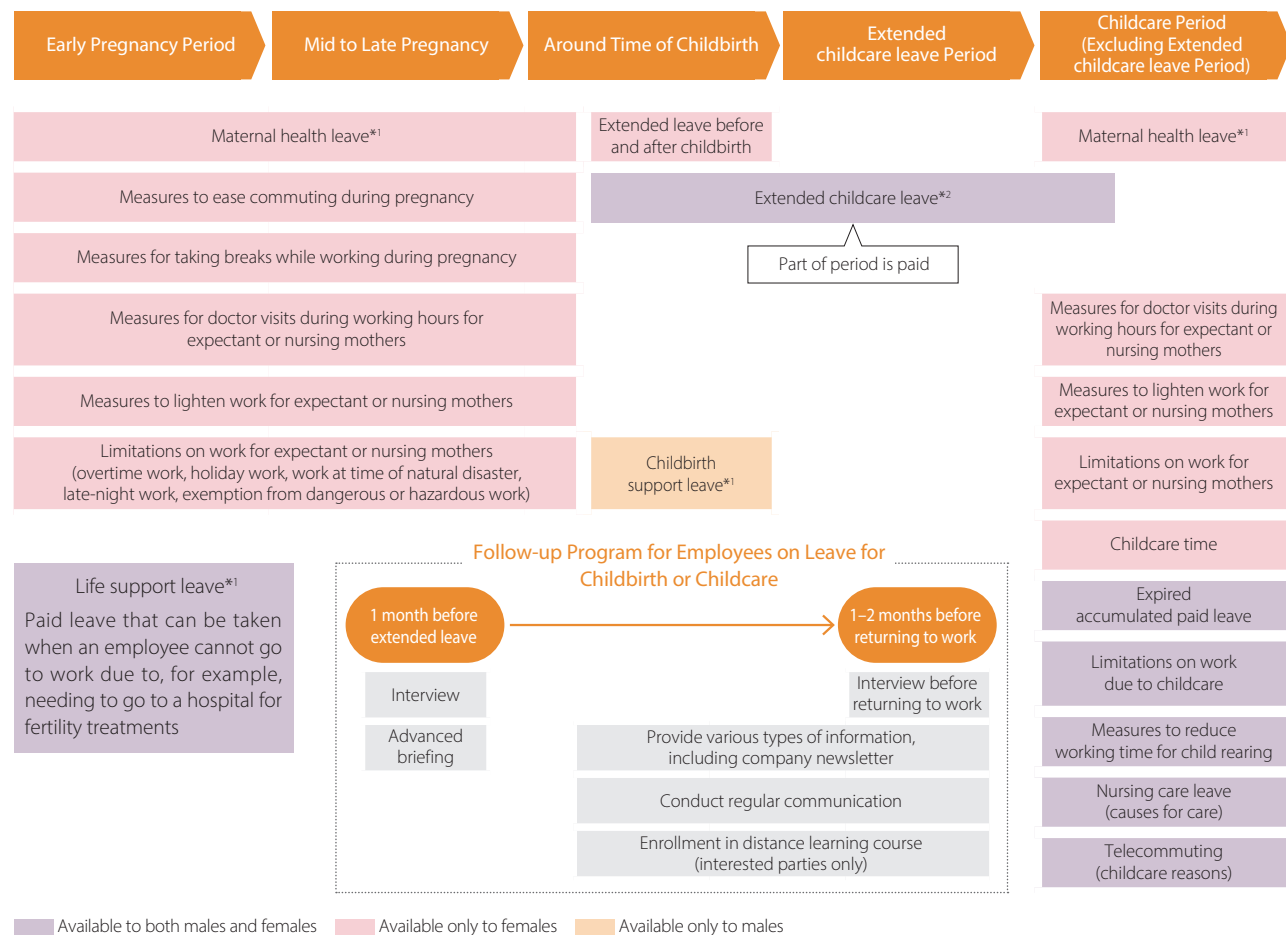 Early Pregnancy Period
Mid to Late Pregnancy
Around Time of Childbirth
Extended
childcare leave Period
Childcare Period
(Excluding Extended
childcare leave Period)
Maternal health leave*1
Extended leave before
and after childbirth
Maternal health leave*1
Measures to ease commuting during pregnancy
Extended childcare leave*2
Measures for taking breaks while working during pregnancy
Part of period is paid
Measures for doctor visits during working hours for
expectant or nursing mothers
Measures for doctor visits during
working hours for expectant or
nursing mothers
Measures to lighten work for expectant or nursing mothers
Measures to lighten work for
expectant or nursing mothers
Limitations on work for expectant or nursing mothers
(overtime work, holiday work, work at time of natural disaster,
late-night work, exemption from dangerous or hazardous work)
Childbirth
support leave*1
Limitations on work for
expectant or nursing mothers
Childcare time
Life support leave*1
Paid leave that can be taken
when an employee cannot go
to work due to, for example,
needing to go to a hospital for
fertility treatments
Follow-up Program for Employees on Leave for
Childbirth or Childcare
1 month before
extended leave
1–2 months before
returning to work
Interview
Interview before
returning to work
Advanced
briefing
Provide various types of information,
including company newsletter
Conduct regular communication
Enrollment in distance learning course
(interested parties only)
Expired
accumulated paid leave
Limitations on work
due to childcare
Measures to reduce
working time for child rearing
Nursing care leave
(causes for care)
Telecommuting
(childcare reasons)
Available to both males and females
Available only to females
Available only to males